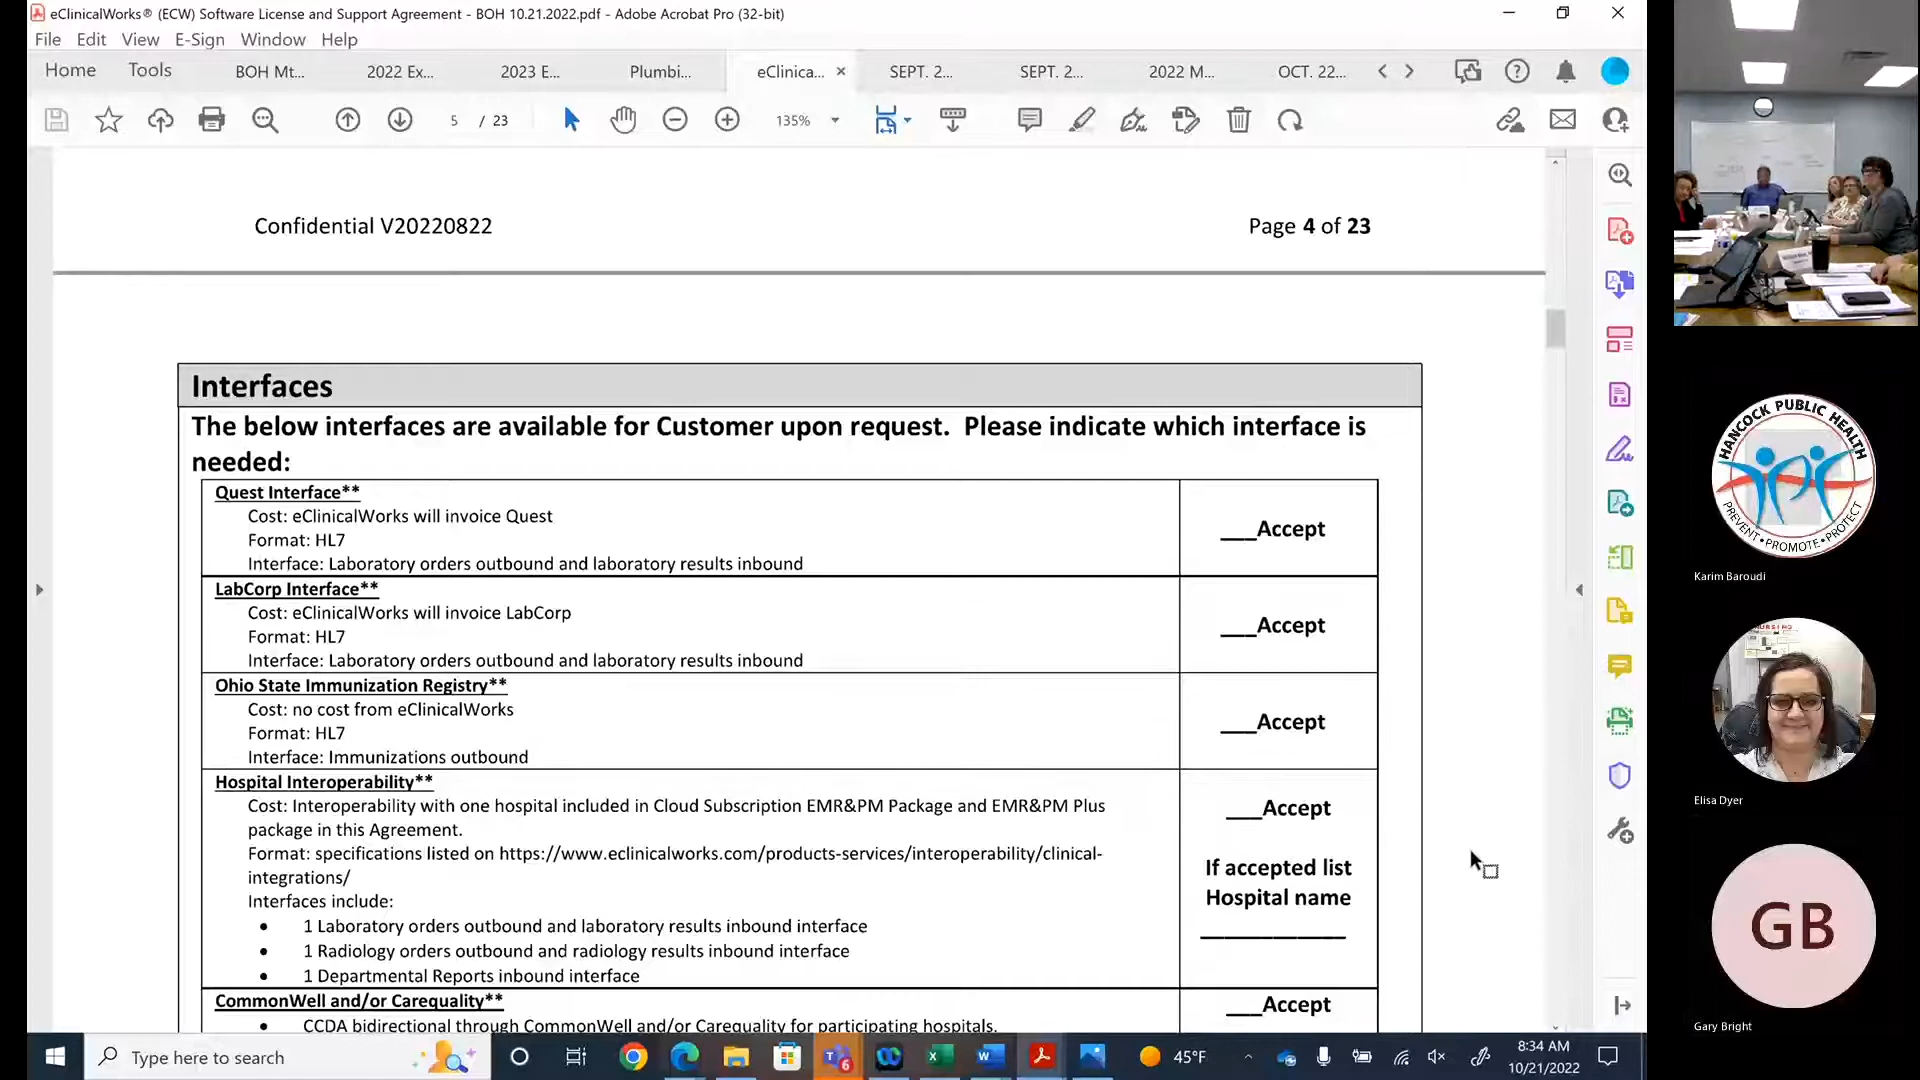 eClinicalWorks® (ECW) Software License and Support Agreement - BOH 10.21.2022.pdf - Adobe Acrobat Pro (32-bit)
File Edit View E-Sign Window Help
Home Tools BOH Mt... 2022 Ex... 2023 E... Plumbi... eClinica... SEPT. 2... SEPT. 2... 2022 M... OCT. 22...
5 / 23 135%
Confidential V20220822 Page 4 of 23
Interfaces
The below interfaces are available for Customer upon request. Please indicate which interface is
needed:
Quest Interface**
Cost: eClinicalWorks will invoice Quest
Format: HL7
Interface: Laboratory orders outbound and laboratory results inbound
___Accept
LabCorp Interface**
Cost: eClinicalWorks will invoice LabCorp
Format: HL7
Interface: Laboratory orders outbound and laboratory results inbound
___Accept
Ohio State Immunization Registry**
Cost: no cost from eClinicalWorks
Format: HL7
Interface: Immunizations outbound
___Accept
Hospital Interoperability**
Cost: Interoperability with one hospital included in Cloud Subscription EMR&PM Package and EMR&PM Plus
package in this Agreement.
Format: specifications listed on https://www.eclinicalworks.com/products-services/interoperability/clinical-
integrations/
Interfaces include:
• 1 Laboratory orders outbound and laboratory results inbound interface
• 1 Radiology orders outbound and radiology results inbound interface
• 1 Departmental Reports inbound interface
___Accept
If accepted list
Hospital name
____________
CommonWell and/or Carequality**
• CCDA bidirectional through CommonWell and/or Carequality for participating hospitals.
___Accept
HANCOCK PUBLIC HEALTH
PREVENT • PROMOTE • PROTECT
Karim Baroudi
Elisa Dyer
GB
Gary Bright
Type here to search
6
45°F
8:34 AM
10/21/2022